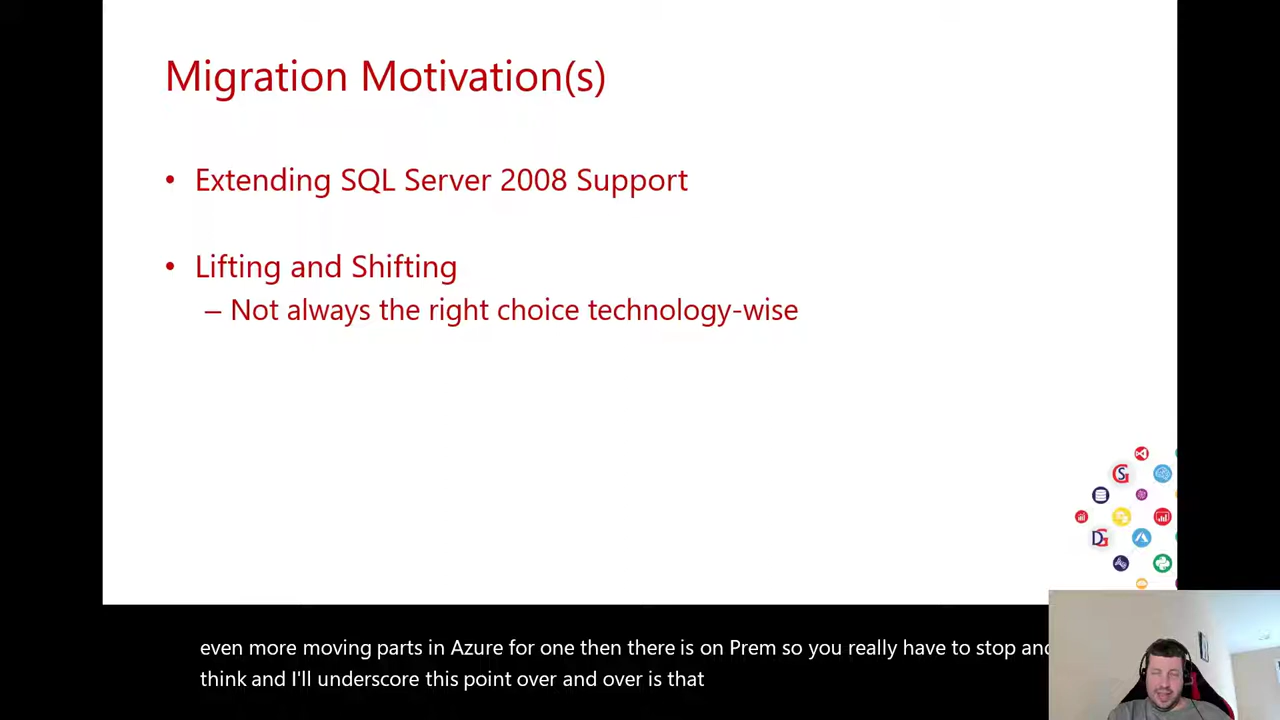 Migration Motivation(s)
• Extending SQL Server 2008 Support
• Lifting and Shifting
– Not always the right choice technology-wise
GS
DG
even more moving parts in Azure for one then there is on Prem so you really have to stop and
think and I'll underscore this point over and over is that